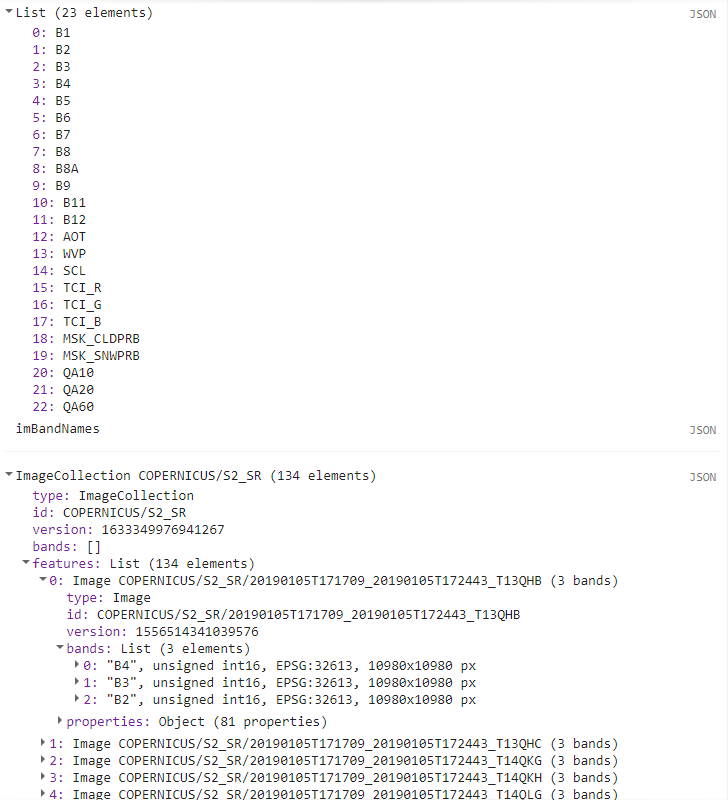 List (23 elements) JSON
0: B1
1: B2
2: B3
3: B4
4: B5
5: B6
6: B7
7: B8
8: B8A
9: B9
10: B11
11: B12
12: AOT
13: WVP
14: SCL
15: TCI_R
16: TCI_G
17: TCI_B
18: MSK_CLDPRB
19: MSK_SNWPRB
20: QA10
21: QA20
22: QA60
imBandNames JSON
ImageCollection COPERNICUS/S2_SR (134 elements) JSON
type: ImageCollection
id: COPERNICUS/S2_SR
version: 1633349976941267
bands: []
features: List (134 elements)
0: Image COPERNICUS/S2_SR/20190105T171709_20190105T172443_T13QHB (3 bands)
type: Image
id: COPERNICUS/S2_SR/20190105T171709_20190105T172443_T13QHB
version: 1556514341039576
bands: List (3 elements)
0: "B4", unsigned int16, EPSG:32613, 10980x10980 px
1: "B3", unsigned int16, EPSG:32613, 10980x10980 px
2: "B2", unsigned int16, EPSG:32613, 10980x10980 px
properties: Object (81 properties)
1: Image COPERNICUS/S2_SR/20190105T171709_20190105T172443_T13QHC (3 bands)
2: Image COPERNICUS/S2_SR/20190105T171709_20190105T172443_T14QKG (3 bands)
3: Image COPERNICUS/S2_SR/20190105T171709_20190105T172443_T14QKH (3 bands)
4: Image COPERNICUS/S2_SR/20190105T171709_20190105T172443_T14QLG (3 bands)